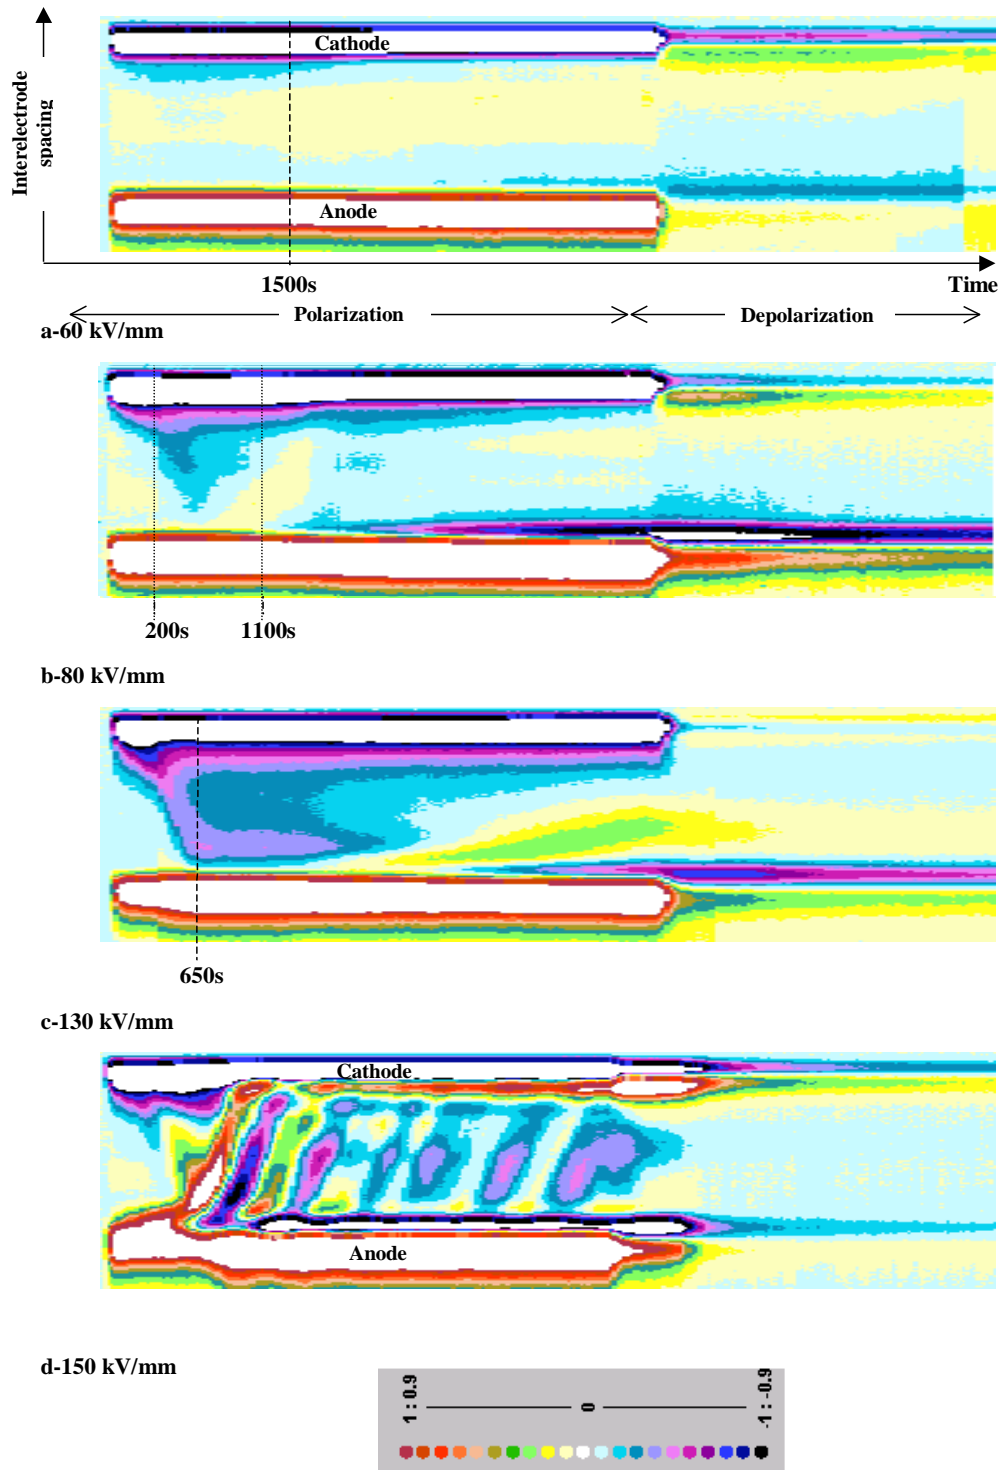 Interelectrode
spacing
Cathode
Anode
1500s
Time
Polarization
Depolarization
a-60 kV/mm
200s
1100s
b-80 kV/mm
650s
c-130 kV/mm
Cathode
Anode
d-150 kV/mm
1 : 0.9
0
-1 : -0.9